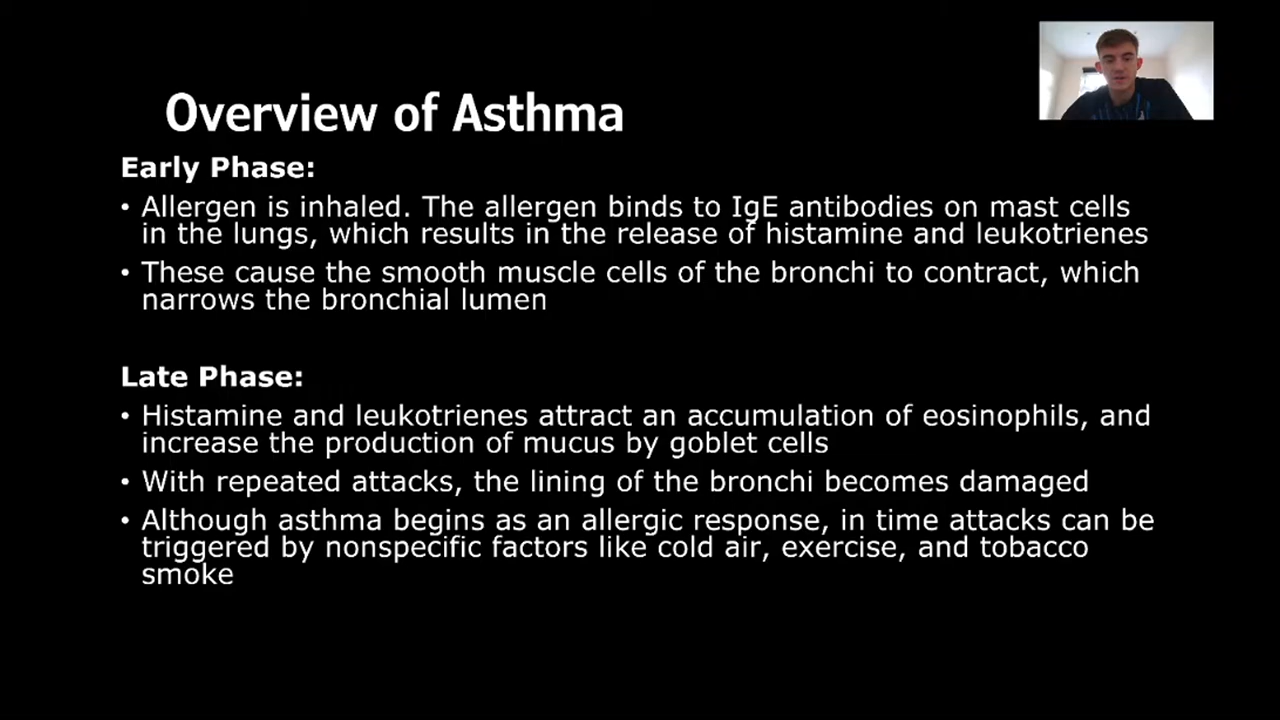 Overview of Asthma
Early Phase:
• Allergen is inhaled. The allergen binds to IgE antibodies on mast cells
in the lungs, which results in the release of histamine and leukotrienes
• These cause the smooth muscle cells of the bronchi to contract, which
narrows the bronchial lumen
Late Phase:
• Histamine and leukotrienes attract an accumulation of eosinophils, and
increase the production of mucus by goblet cells
• With repeated attacks, the lining of the bronchi becomes damaged
• Although asthma begins as an allergic response, in time attacks can be
triggered by nonspecific factors like cold air, exercise, and tobacco
smoke